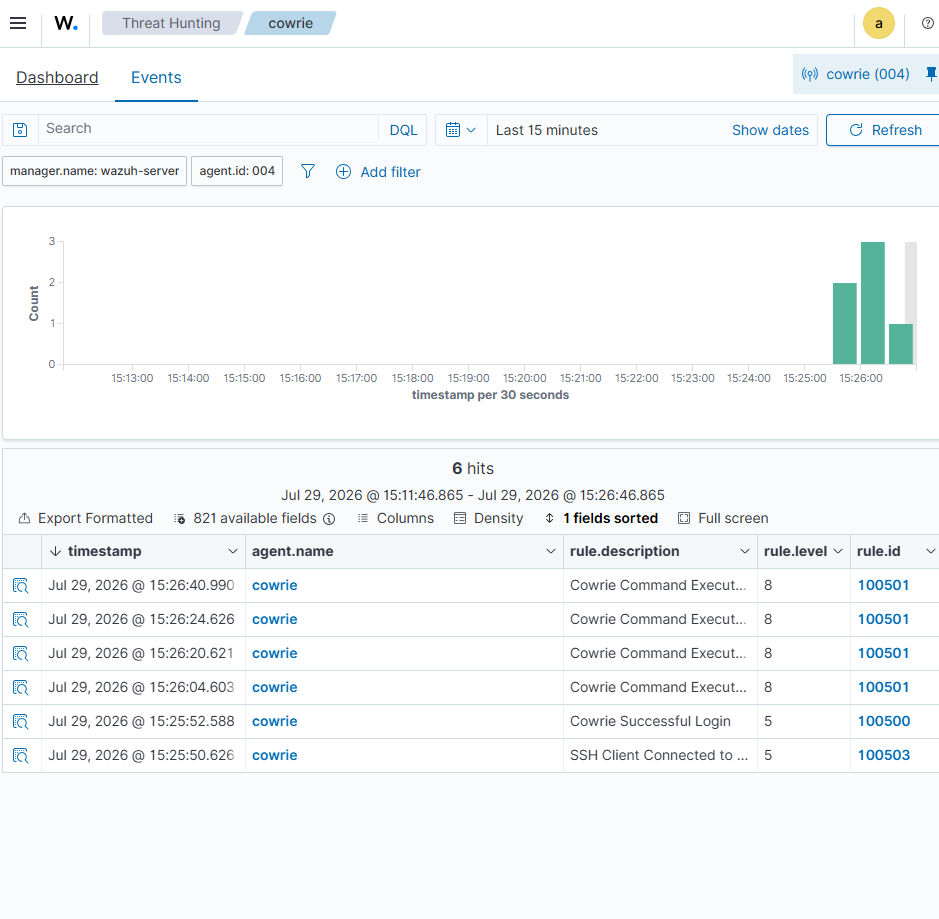 W.
Threat Hunting
cowrie
a
Dashboard
Events
cowrie (004)
Search
DQL
Last 15 minutes
Show dates
Refresh
manager.name: wazuh-server
agent.id: 004
Add filter
3
2
1
0
Count
15:13:00 15:14:00 15:15:00 15:16:00 15:17:00 15:18:00 15:19:00 15:20:00 15:21:00 15:22:00 15:23:00 15:24:00 15:25:00 15:26:00
timestamp per 30 seconds
6 hits
Jul 29, 2026 @ 15:11:46.865 - Jul 29, 2026 @ 15:26:46.865
Export Formatted 821 available fields Columns Density 1 fields sorted Full screen
timestamp agent.name rule.description rule.level rule.id
Jul 29, 2026 @ 15:26:40.990 cowrie Cowrie Command Execut... 8 100501
Jul 29, 2026 @ 15:26:24.626 cowrie Cowrie Command Execut... 8 100501
Jul 29, 2026 @ 15:26:20.621 cowrie Cowrie Command Execut... 8 100501
Jul 29, 2026 @ 15:26:04.603 cowrie Cowrie Command Execut... 8 100501
Jul 29, 2026 @ 15:25:52.588 cowrie Cowrie Successful Login 5 100500
Jul 29, 2026 @ 15:25:50.626 cowrie SSH Client Connected to ... 5 100503